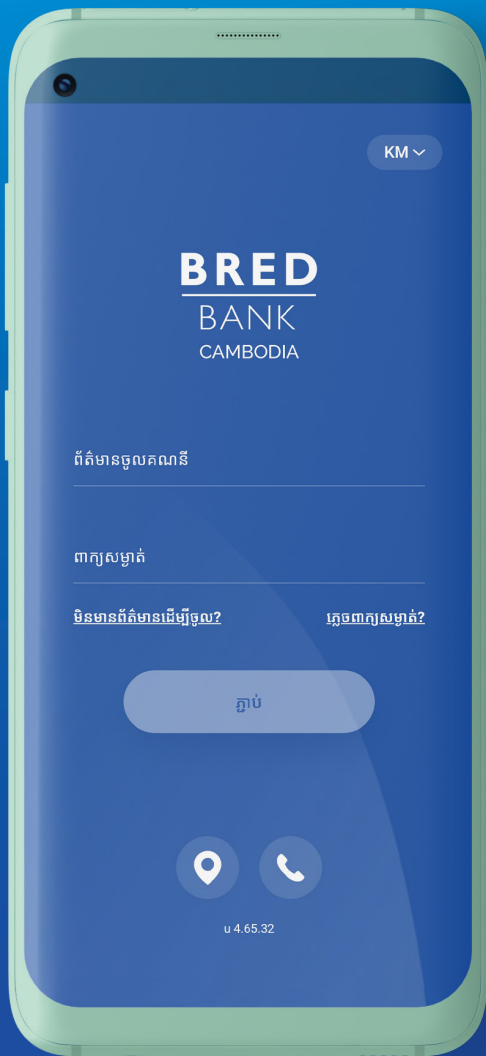 KM
BRED
BANK
CAMBODIA
ព័ត៌មានចូលគណនី
ពាក្យសម្ងាត់
មិនមានព័ត៌មានដើម្បីចូល? ភ្លេចពាក្យសម្ងាត់?
ភ្ជាប់
u 4.65.32